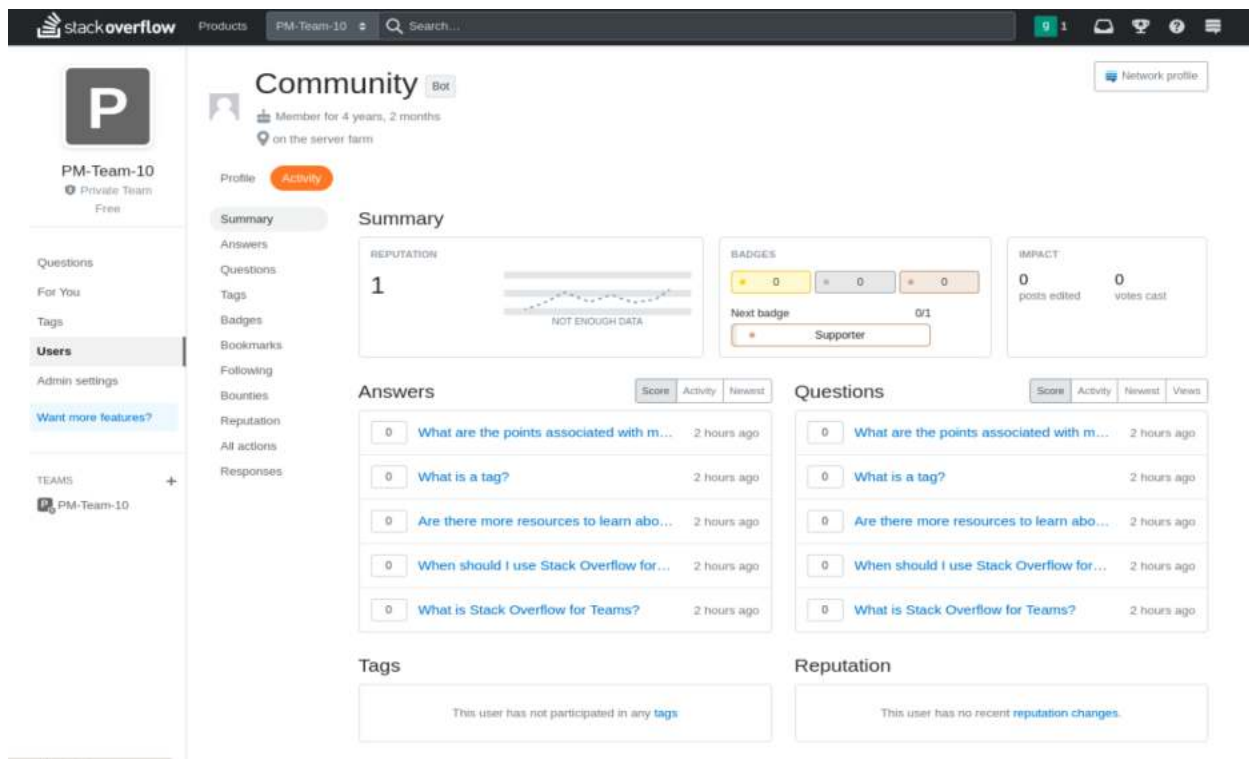 stackoverflow Products PM-Team-10 Search... g 1
P
PM-Team-10
Private Team
Free
Questions
For You
Tags
Users
Admin settings
Want more features?
TEAMS +
P PM-Team-10
Community Bot
Network profile
Member for 4 years, 2 months
on the server farm
Profile Activity
Summary
Answers
Questions
Tags
Badges
Bookmarks
Following
Bounties
Reputation
All actions
Responses
Summary
REPUTATION
1
NOT ENOUGH DATA
BADGES
0 0 0
Next badge 0/1
Supporter
IMPACT
0 0
posts edited votes cast
Answers Score Activity Newest
0 What are the points associated with m... 2 hours ago
0 What is a tag? 2 hours ago
0 Are there more resources to learn abo... 2 hours ago
0 When should I use Stack Overflow for... 2 hours ago
0 What is Stack Overflow for Teams? 2 hours ago
Questions Score Activity Newest Views
0 What are the points associated with m... 2 hours ago
0 What is a tag? 2 hours ago
0 Are there more resources to learn abo... 2 hours ago
0 When should I use Stack Overflow for... 2 hours ago
0 What is Stack Overflow for Teams? 2 hours ago
Tags
This user has not participated in any tags
Reputation
This user has no recent reputation changes.